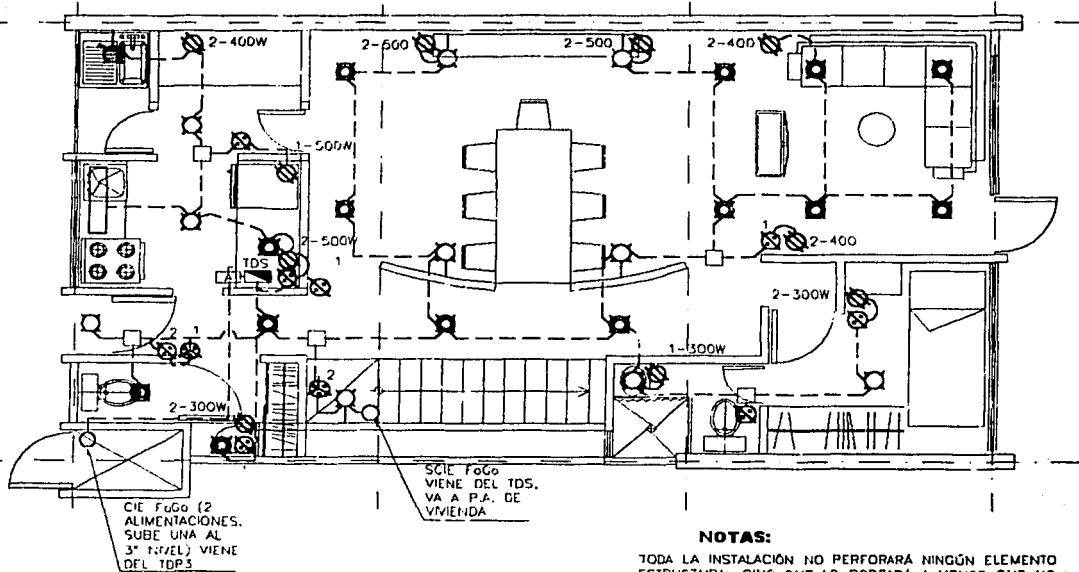 2-400W
2-500
2-500
2-400
1-500W
2-500W
1
TDS
1
2-400
2-300W
2
1
1-300W
2
2-300W
SCIE FoGo
VIENE DEL TDS,
VA A P.A. DE
VIVIENDA
CIE FoGo (2
ALIMENTACIONES,
SUBE UNA AL
3° NIVEL) VIENE
DEL TDP3
NOTAS:
TODA LA INSTALACIÓN NO PERFORARÁ NINGÚN ELEMENTO